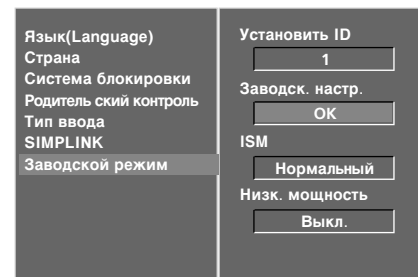 Язык(Language)
Страна
Система блокировки
Родитель ский контроль
Тип ввода
SIMPLINK
Заводской режим
Установить ID
1
Заводск. настр.
ОК
ISM
Нормальный
Низк. мощность
Выкл.